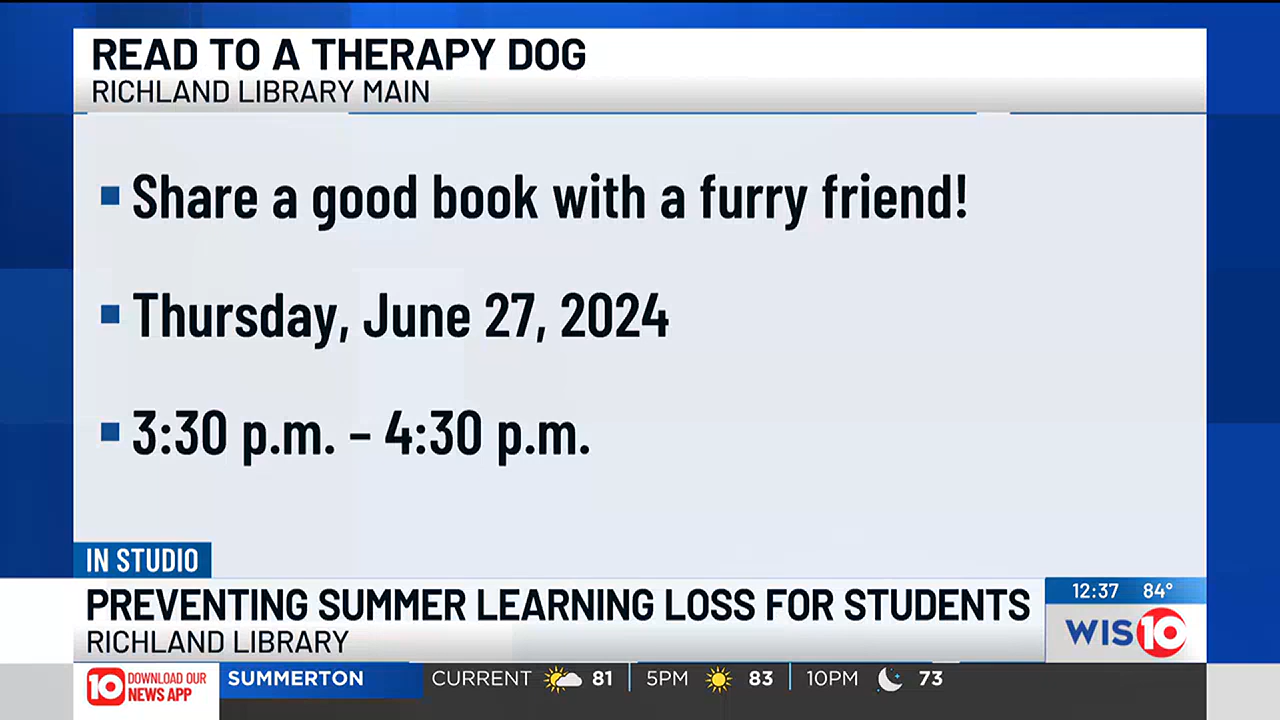 READ TO A THERAPY DOG
RICHLAND LIBRARY MAIN
▪ Share a good book with a furry friend!
▪ Thursday, June 27, 2024
▪ 3:30 p.m. – 4:30 p.m.
IN STUDIO
PREVENTING SUMMER LEARNING LOSS FOR STUDENTS
RICHLAND LIBRARY
12:37 84°
WIS10
10 DOWNLOAD OUR
NEWS APP
SUMMERTON CURRENT 81 5PM 83 10PM 73